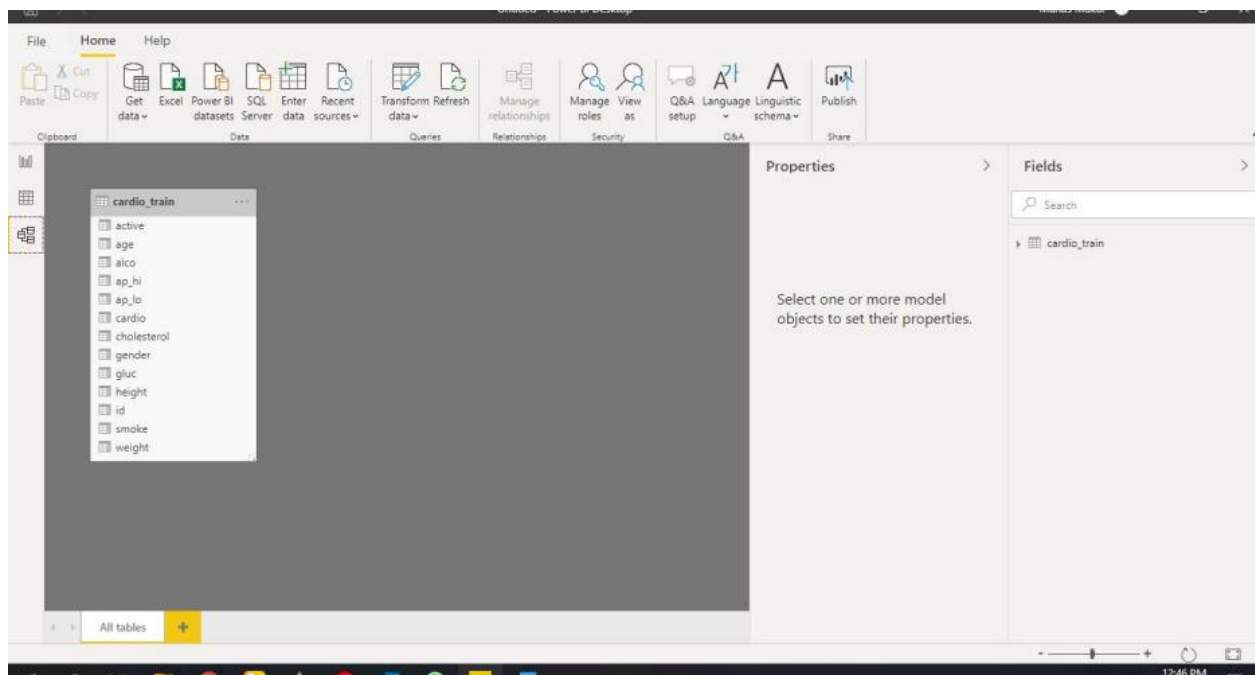 File Home Help
Cut
Copy
Paste
Get data
Excel
Power BI datasets
SQL Server
Enter data
Recent sources
Transform data
Refresh
Manage relationships
Manage roles
View as
Q&A setup
Language
Linguistic schema
Publish
Clipboard
Data
Queries
Relationships
Security
Q&A
Share
cardio_train
active
age
alco
ap_hi
ap_lo
cardio
cholesterol
gender
gluc
height
id
smoke
weight
Properties
Select one or more model
objects to set their properties.
Fields
Search
cardio_train
All tables
12:46 PM